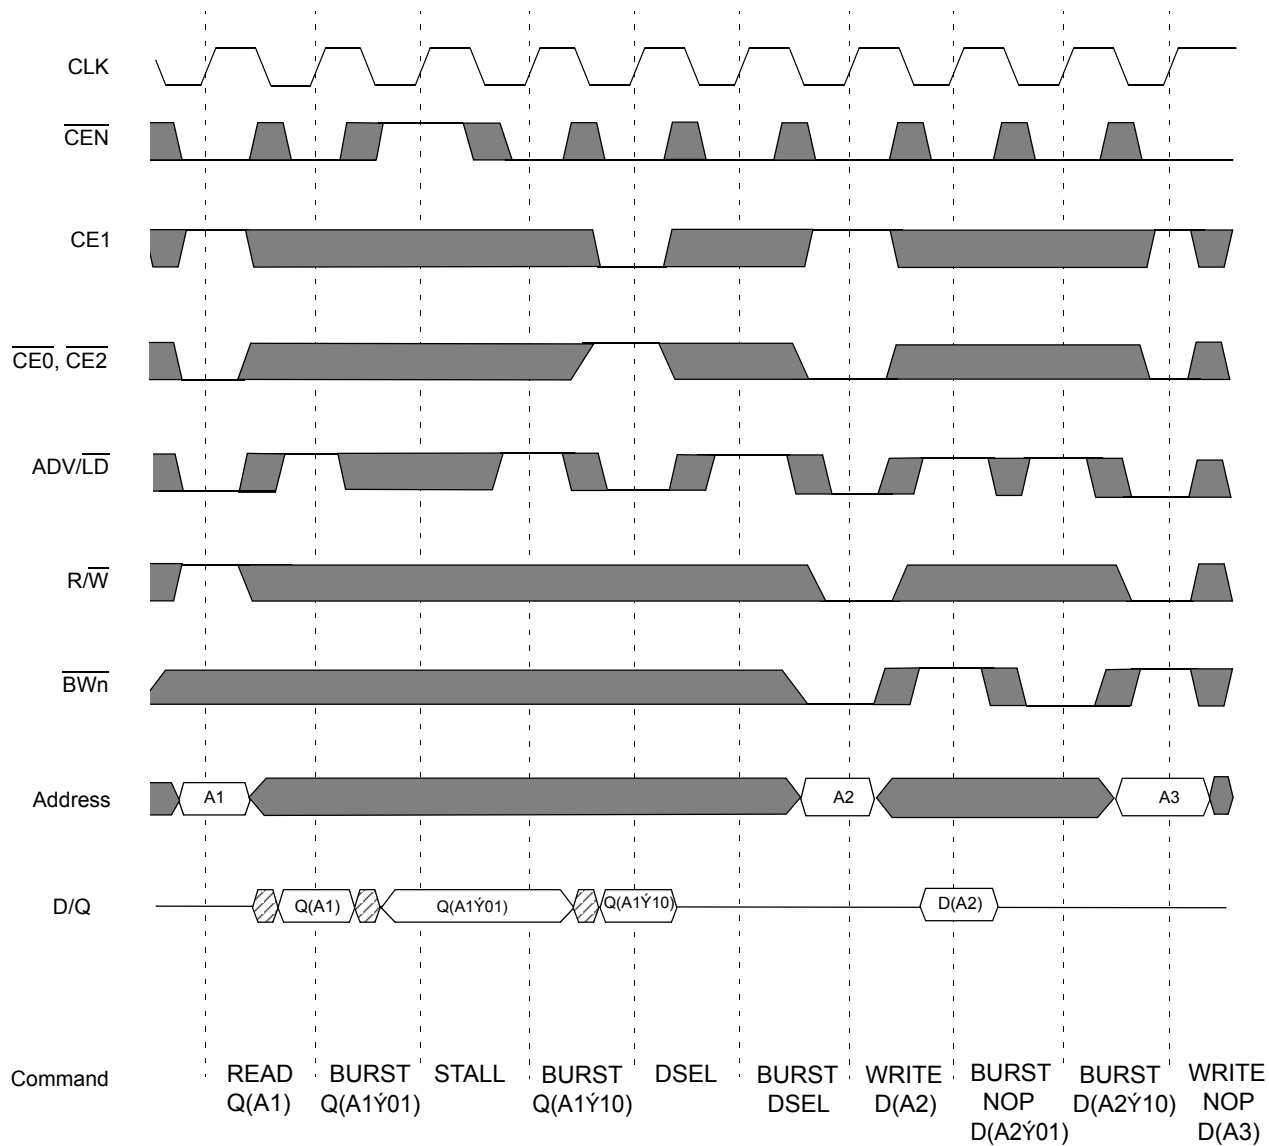 CLK
CEN
CE1
CE0, CE2
ADV/LD
R/W
BWn
Address A1 A2 A3
D/Q Q(A1) Q(A1Ý01) Q(A1Ý10) D(A2)
Command READ BURST STALL BURST DSEL BURST WRITE BURST BURST WRITE
Q(A1) Q(A1Ý01) Q(A1Ý10) DSEL D(A2) NOP D(A2Ý10) NOP
D(A2Ý01) D(A3)